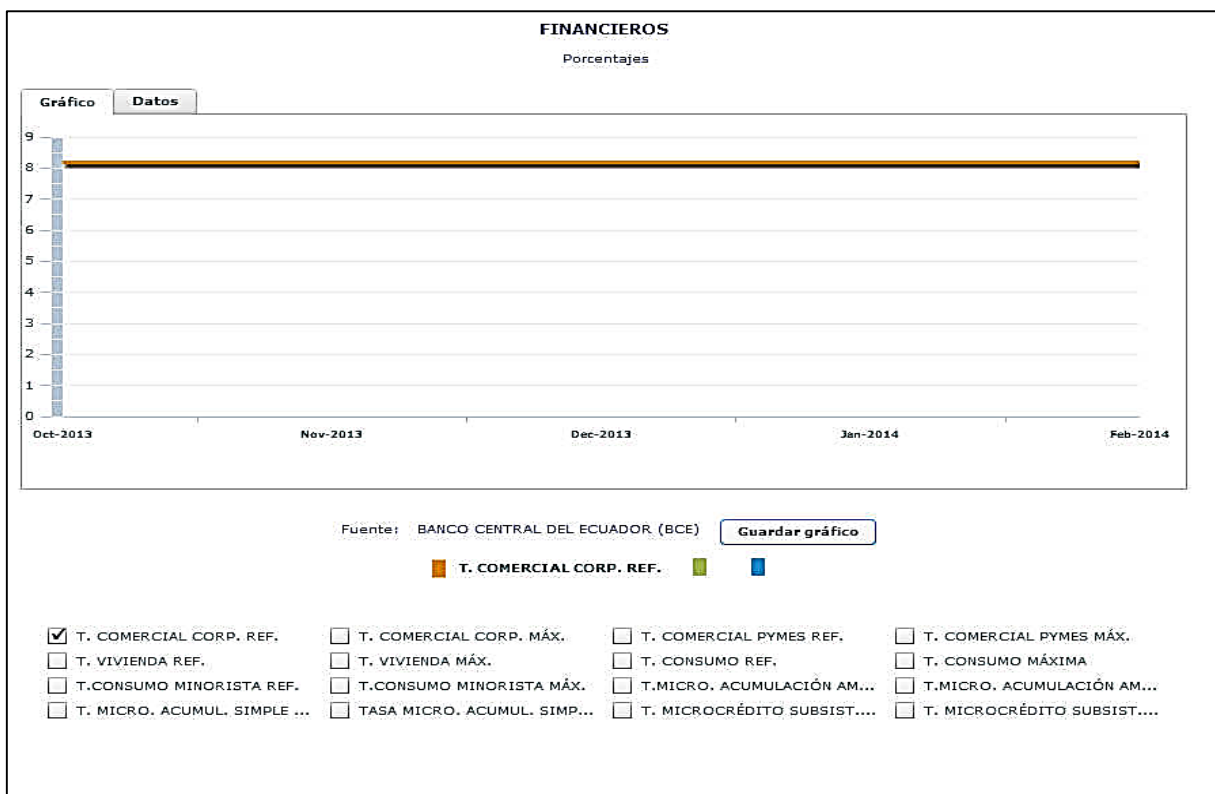 FINANCIEROS
Porcentajes
Gráfico Datos
9
8
7
6
5
4
3
2
1
0
Oct-2013 Nov-2013 Dec-2013 Jan-2014 Feb-2014
Fuente: BANCO CENTRAL DEL ECUADOR (BCE) Guardar gráfico
T. COMERCIAL CORP. REF.
T. COMERCIAL CORP. REF. T. COMERCIAL CORP. MÁX. T. COMERCIAL PYMES REF. T. COMERCIAL PYMES MÁX.
T. VIVIENDA REF. T. VIVIENDA MÁX. T. CONSUMO REF. T. CONSUMO MÁXIMA
T.CONSUMO MINORISTA REF. T.CONSUMO MINORISTA MÁX. T.MICRO. ACUMULACIÓN AM... T.MICRO. ACUMULACIÓN AM...
T. MICRO. ACUMUL. SIMPLE ... TASA MICRO. ACUMUL. SIMP... T. MICROCRÉDITO SUBSIST.... T. MICROCRÉDITO SUBSIST....